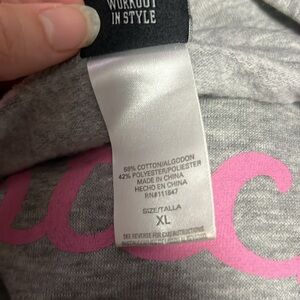 WORKOUT
IN STYLE
58% COTTON/ALGODON
42% POLYESTER/POLIESTER
MADE IN CHINA
HECHO EN CHINA
RN#111847
SIZE/TALLA
XL
SEE REVERSE FOR CARE INSTRUCTIONS